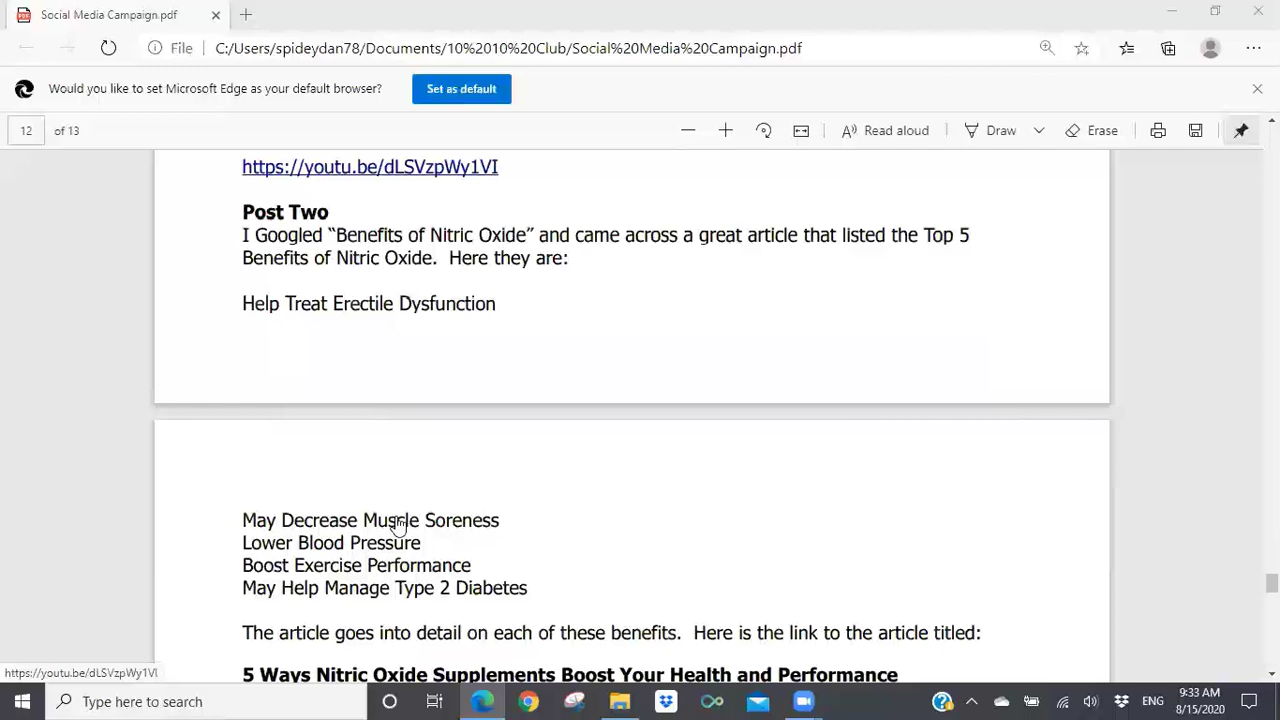 Social Media Campaign.pdf
File C:/Users/spideydan78/Documents/10%2010%20Club/Social%20Media%20Campaign.pdf
Would you like to set Microsoft Edge as your default browser? Set as default
12 of 13 Read aloud Draw Erase
https://youtu.be/dLSVzpWy1VI
Post Two
I Googled “Benefits of Nitric Oxide” and came across a great article that listed the Top 5
Benefits of Nitric Oxide. Here they are:
Help Treat Erectile Dysfunction
May Decrease Muscle Soreness
Lower Blood Pressure
Boost Exercise Performance
May Help Manage Type 2 Diabetes
The article goes into detail on each of these benefits. Here is the link to the article titled:
5 Ways Nitric Oxide Supplements Boost Your Health and Performance
https://youtu.be/dLSVzpWy1VI
Type here to search
ENG
9:33 AM
8/15/2020